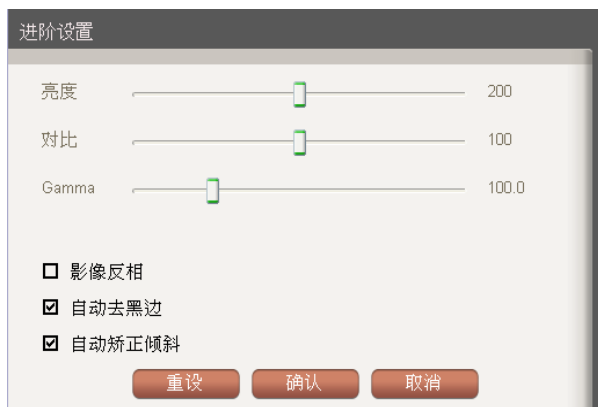 进阶设置
亮度 200
对比 100
Gamma 100.0
影像反相
自动去黑边
自动矫正倾斜
重设 确认 取消